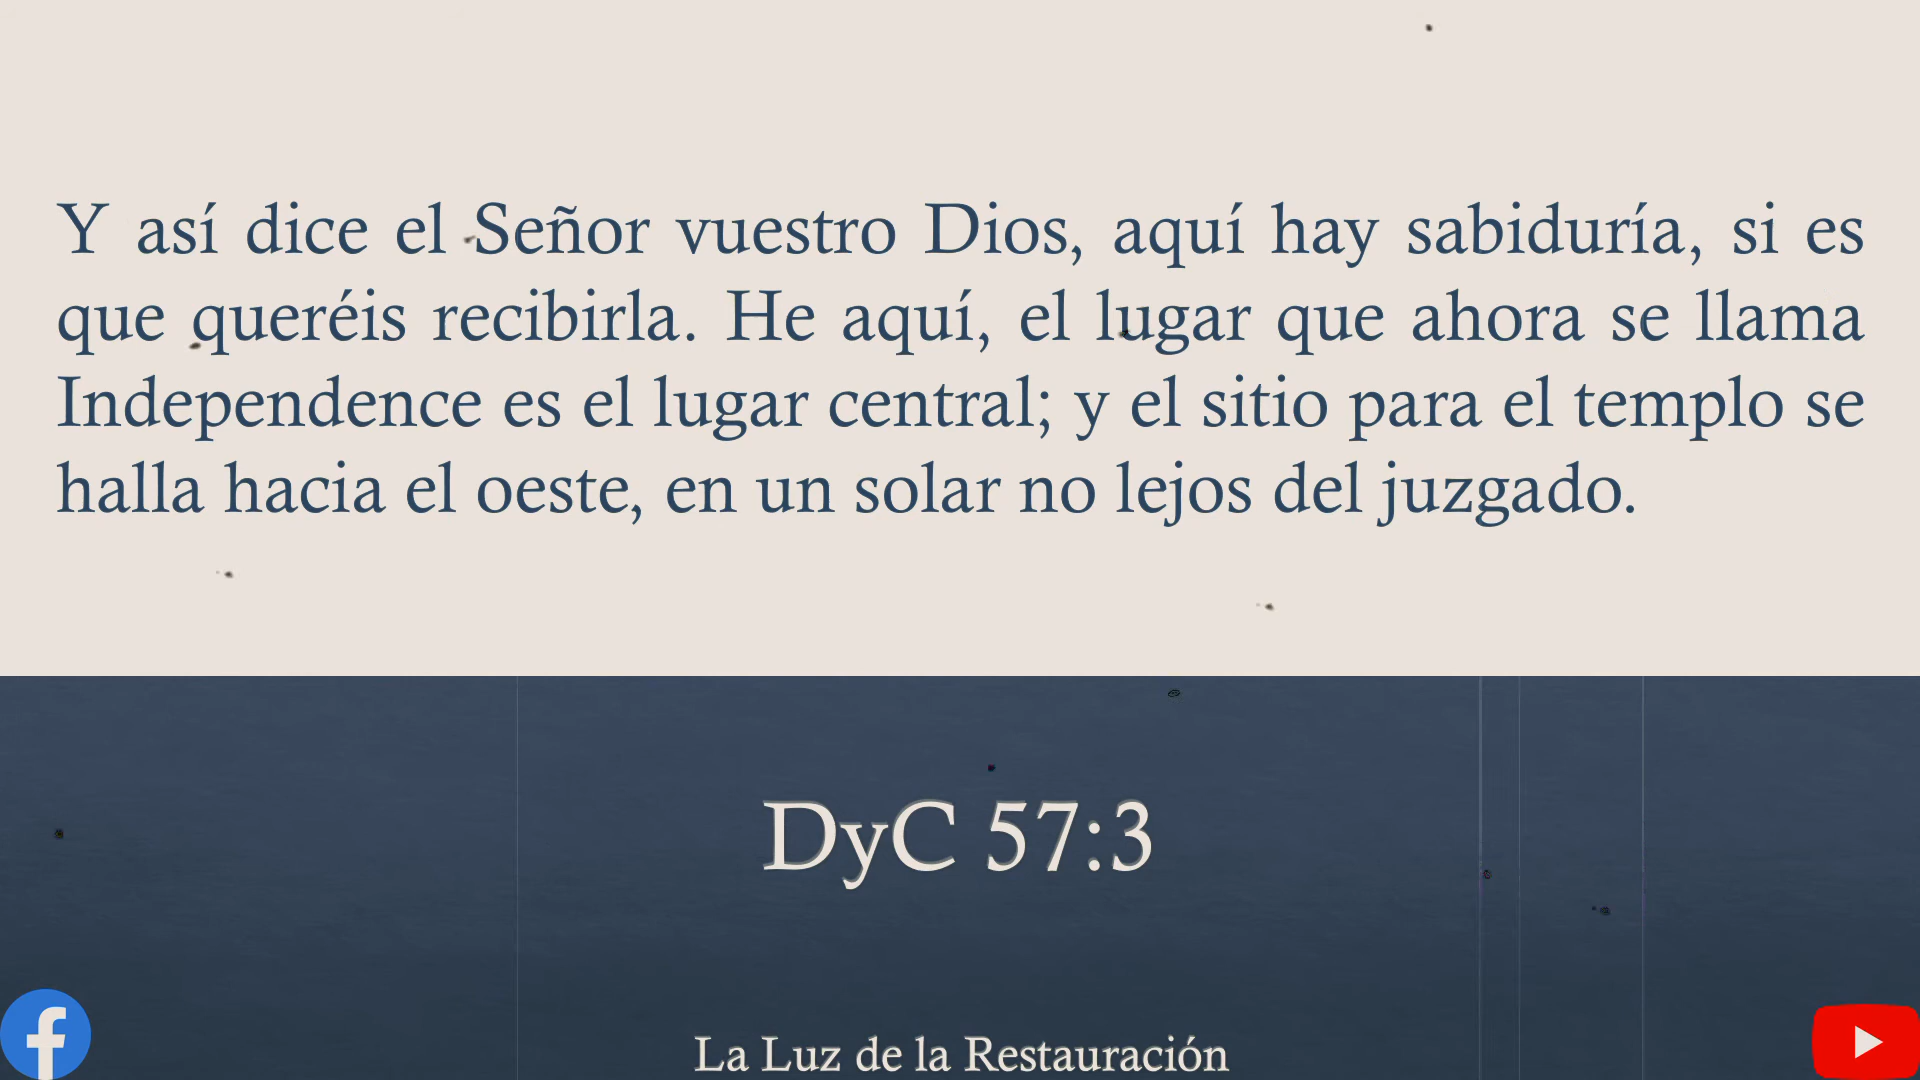 Y así dice el Señor vuestro Dios, aquí hay sabiduría, si es
que queréis recibirla. He aquí, el lugar que ahora se llama
Independence es el lugar central; y el sitio para el templo se
halla hacia el oeste, en un solar no lejos del juzgado.
DyC 57:3
La Luz de la Restauración